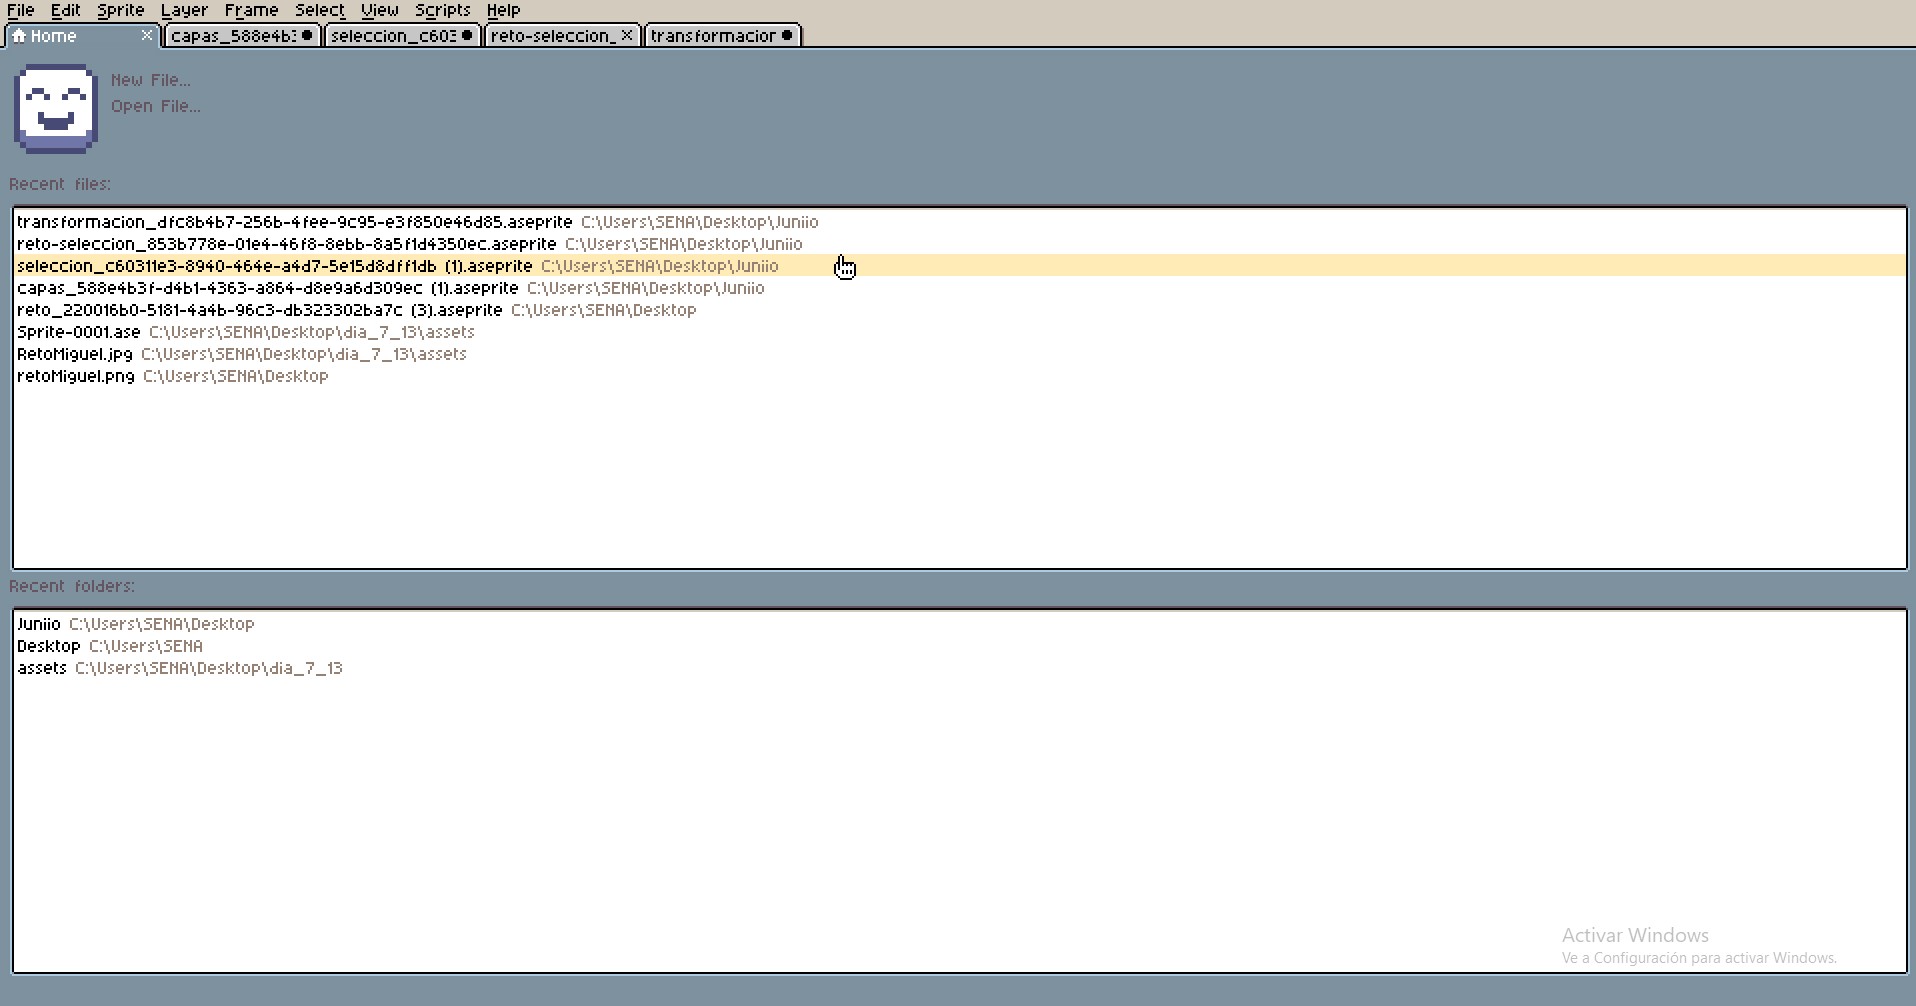 File Edit Sprite Layer Frame Select View Scripts Help
Home capas_588e4b3 seleccion_c603 reto-seleccion_ transformacior
New File...
Open File...
Recent files:
transformacion_dfc8b4b7-256b-4fee-9c95-e3f850e46d85.aseprite C:\Users\SENA\Desktop\Juniio
reto-seleccion_853b778e-01e4-46f8-8ebb-8a5f1d4350ec.aseprite C:\Users\SENA\Desktop\Juniio
seleccion_c60311e3-8940-464e-a4d7-5e15d8dff1db (1).aseprite C:\Users\SENA\Desktop\Juniio
capas_588e4b3f-d4b1-4363-a864-d8e9a6d309ec (1).aseprite C:\Users\SENA\Desktop\Juniio
reto_220016b0-5181-4a4b-96c3-db323302ba7c (3).aseprite C:\Users\SENA\Desktop
Sprite-0001.ase C:\Users\SENA\Desktop\dia_7_13\assets
RetoMiguel.jpg C:\Users\SENA\Desktop\dia_7_13\assets
retoMiguel.png C:\Users\SENA\Desktop
Recent folders:
Juniio C:\Users\SENA\Desktop
Desktop C:\Users\SENA
assets C:\Users\SENA\Desktop\dia_7_13
Activar Windows
Ve a Configuración para activar Windows.